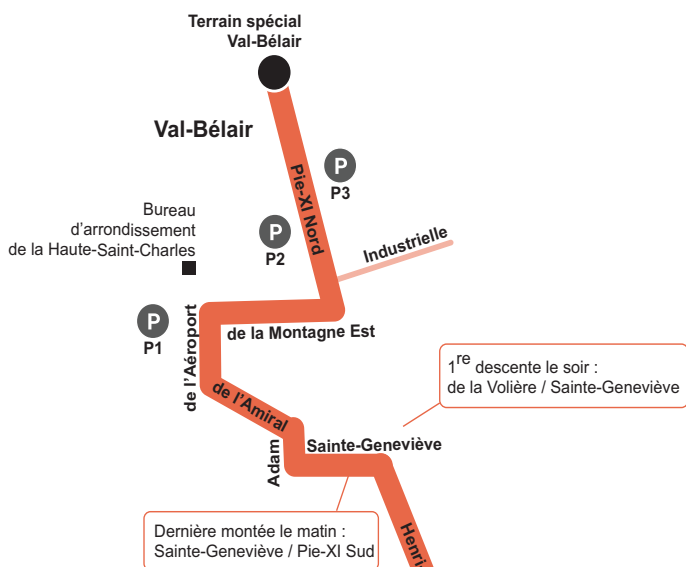 Terrain spécial
Val-Bélair
Val-Bélair
P
P3
Pie-XI Nord
Bureau
d'arrondissement
de la Haute-Saint-Charles
P
P2
Industrielle
P
P1
de l'Aéroport
de la Montagne Est
1re descente le soir :
de la Volière / Sainte-Geneviève
de l'Amiral
Adam
Sainte-Geneviève
Dernière montée le matin :
Sainte-Geneviève / Pie-XI Sud